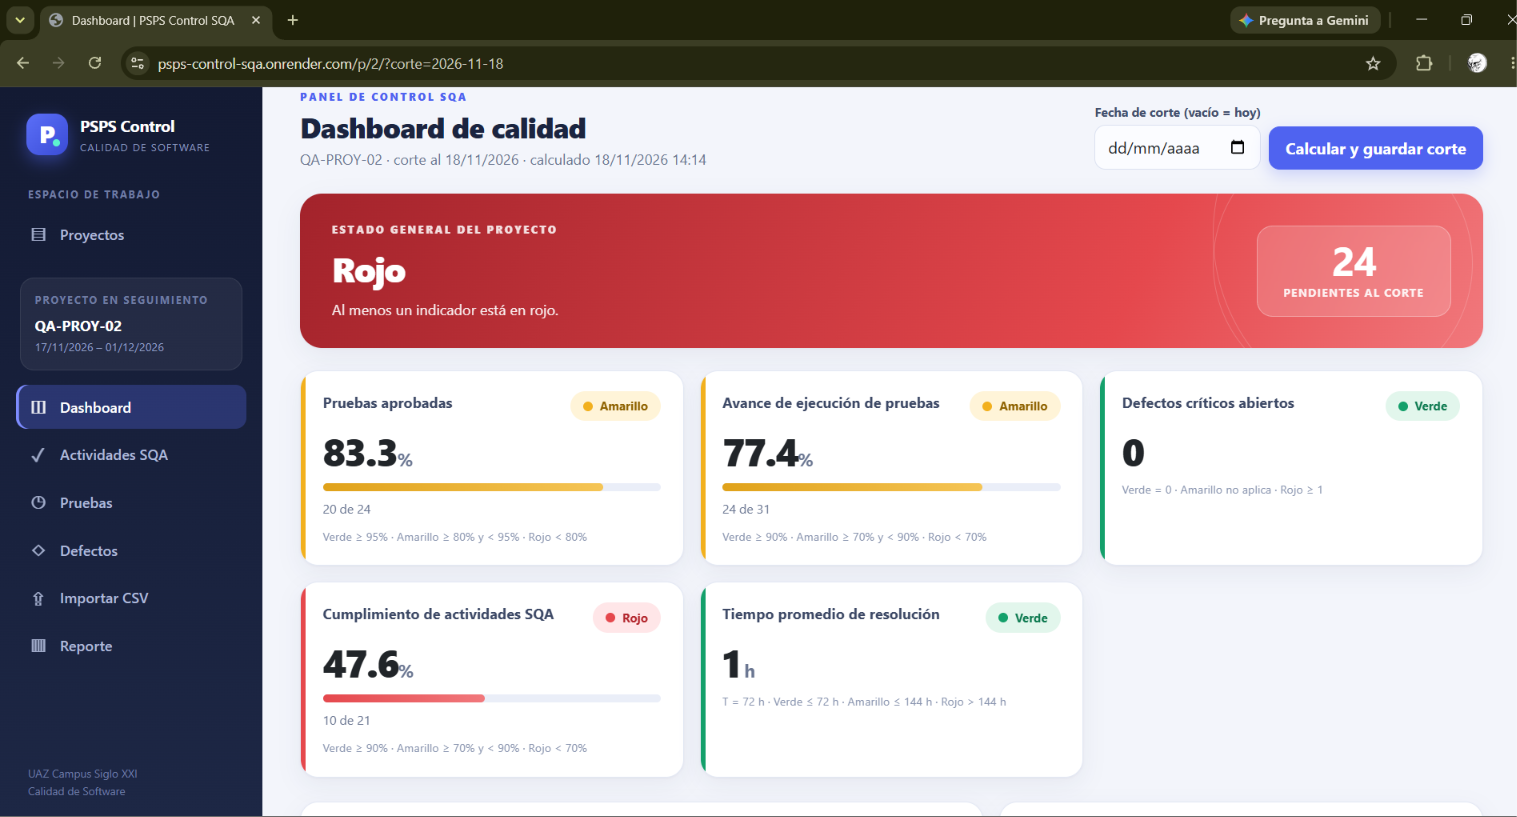 Dashboard | PSPS Control SQA
Pregunta a Gemini
psps-control-sqa.onrender.com/p/2/?corte=2026-11-18
P.
PSPS Control
CALIDAD DE SOFTWARE
ESPACIO DE TRABAJO
Proyectos
PROYECTO EN SEGUIMIENTO
QA-PROY-02
17/11/2026 – 01/12/2026
Dashboard
Actividades SQA
Pruebas
Defectos
Importar CSV
Reporte
UAZ Campus Siglo XXI
Calidad de Software
PANEL DE CONTROL SQA
Dashboard de calidad
QA-PROY-02 · corte al 18/11/2026 · calculado 18/11/2026 14:14
Fecha de corte (vacío = hoy)
dd/mm/aaaa
Calcular y guardar corte
ESTADO GENERAL DEL PROYECTO
Rojo
Al menos un indicador está en rojo.
24
PENDIENTES AL CORTE
Pruebas aprobadas
Amarillo
83.3%
20 de 24
Verde ≥ 95% · Amarillo ≥ 80% y < 95% · Rojo < 80%
Avance de ejecución de pruebas
Amarillo
77.4%
24 de 31
Verde ≥ 90% · Amarillo ≥ 70% y < 90% · Rojo < 70%
Defectos críticos abiertos
Verde
0
Verde = 0 · Amarillo no aplica · Rojo ≥ 1
Cumplimiento de actividades SQA
Rojo
47.6%
10 de 21
Verde ≥ 90% · Amarillo ≥ 70% y < 90% · Rojo < 70%
Tiempo promedio de resolución
Verde
1 h
T = 72 h · Verde ≤ 72 h · Amarillo ≤ 144 h · Rojo > 144 h